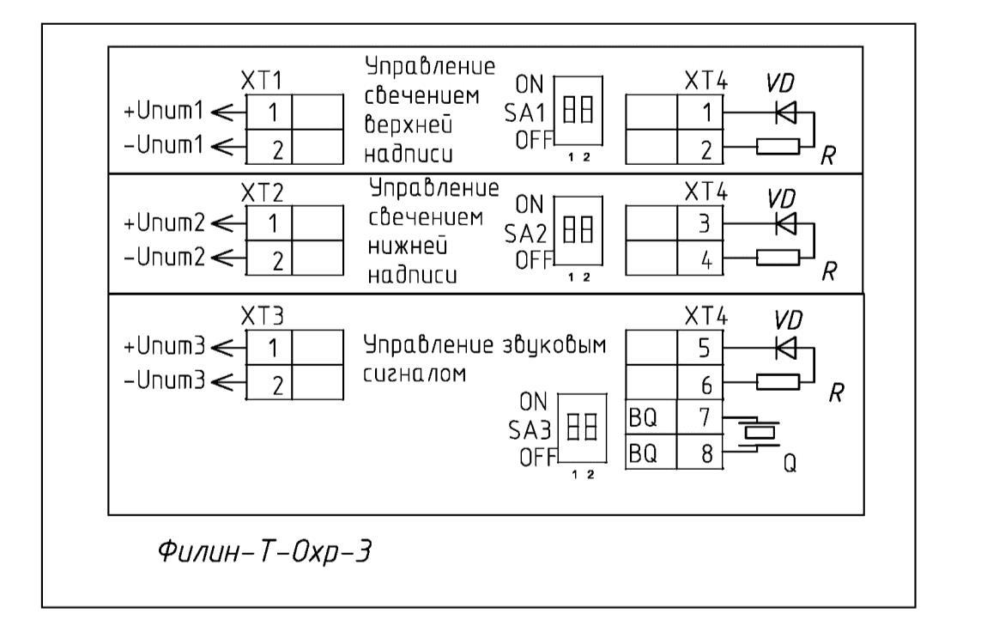 XT1
Управление
свечением
верхней
надписи
ON
SA1
OFF
1 2
XT4
VD
+Uпит1
1
1
-Uпит1
2
2
R
XT2
Управление
свечением
нижней
надписи
ON
SA2
OFF
1 2
XT4
VD
+Uпит2
1
3
-Uпит2
2
4
R
XT3
XT4
VD
+Uпит3
1
Управление звуковым
сигналом
5
-Uпит3
2
6
R
ON
SA3
OFF
1 2
BQ 7
BQ 8
Q
Филин-Т-Охр-3